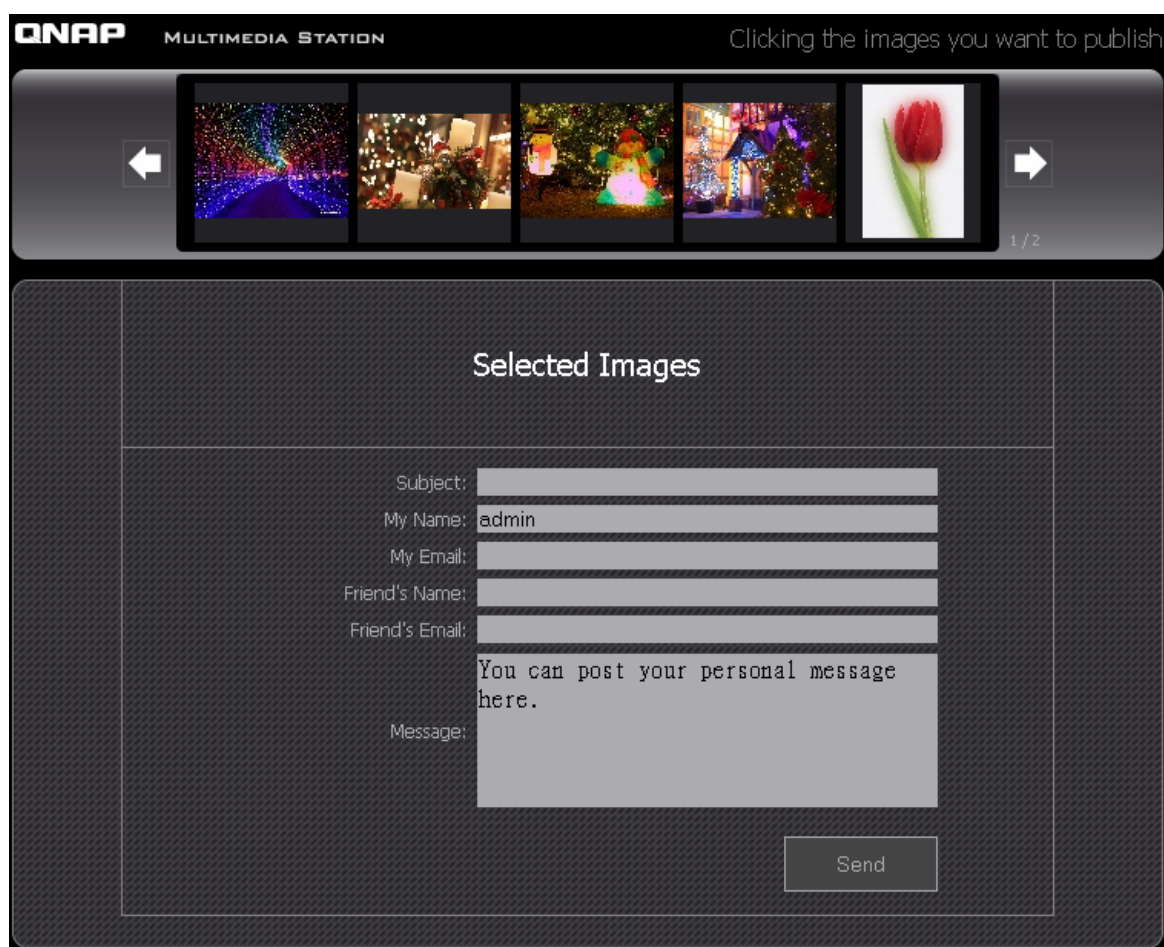 QNAP MULTIMEDIA STATION
Clicking the images you want to publish
1/2
Selected Images
Subject:
My Name: admin
My Email:
Friend's Name:
Friend's Email:
Message: You can post your personal message
here.
Send